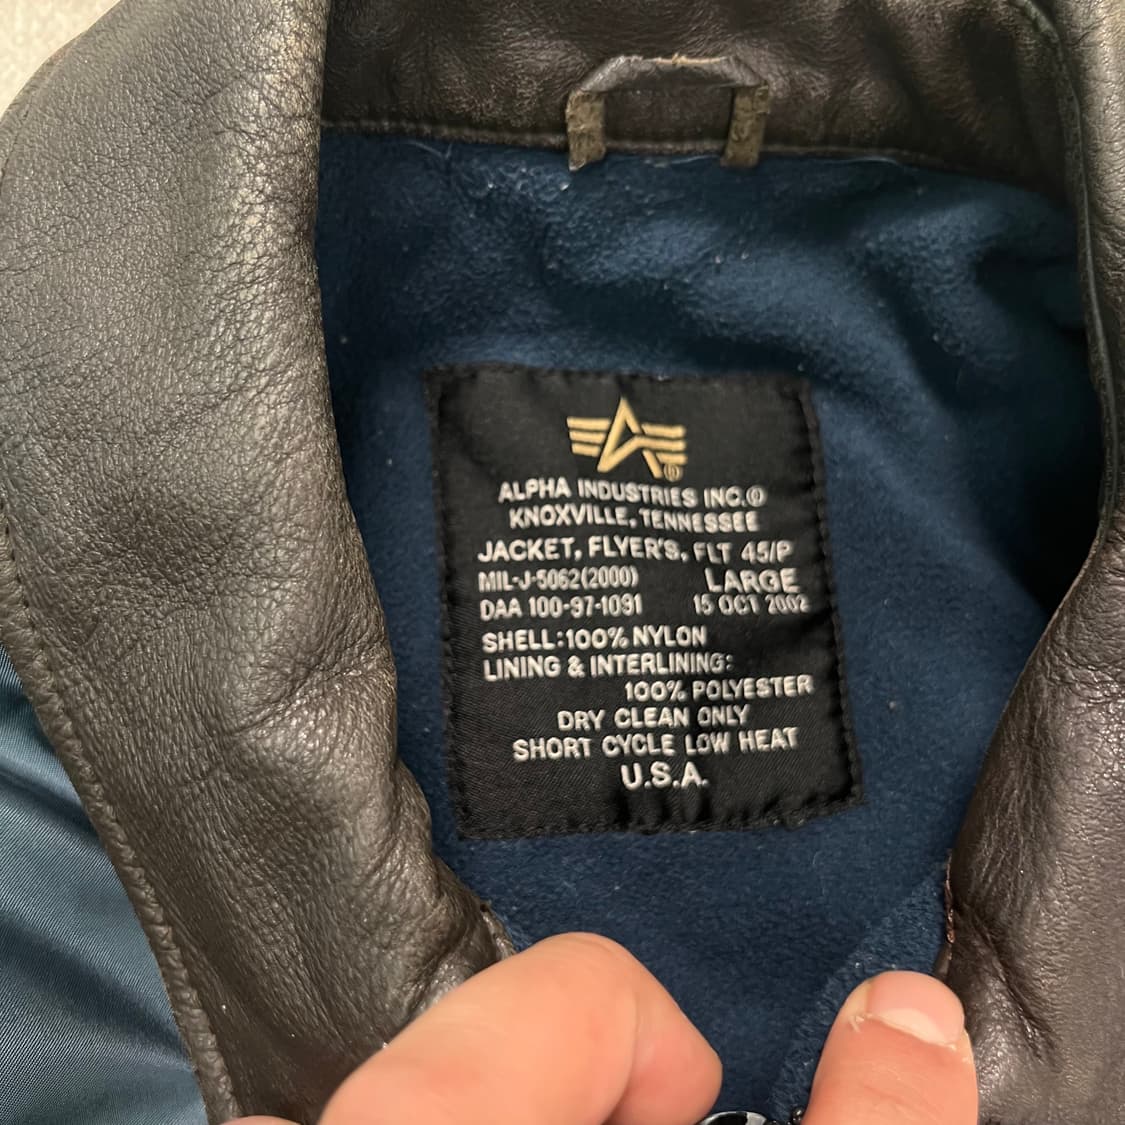 ALPHA INDUSTRIES INC.®
KNOXVILLE, TENNESSEE
JACKET, FLYER'S, FLT 45/P
MIL-J-5062(2000) LARGE
DAA 100-97-1091 15 OCT 2002
SHELL:100% NYLON
LINING & INTERLINING:
100% POLYESTER
DRY CLEAN ONLY
SHORT CYCLE LOW HEAT
U.S.A.